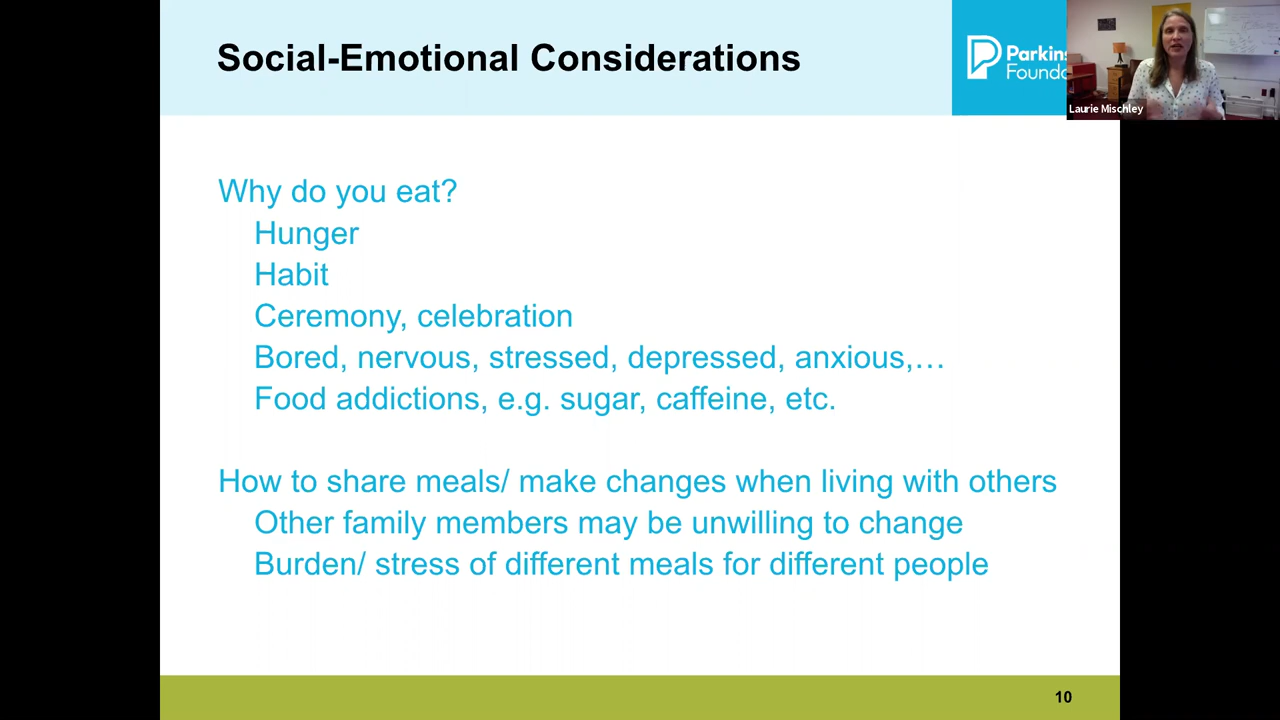 Social-Emotional Considerations
Parkins
Founda
Laurie Mischley
Why do you eat?
Hunger
Habit
Ceremony, celebration
Bored, nervous, stressed, depressed, anxious,…
Food addictions, e.g. sugar, caffeine, etc.
How to share meals/ make changes when living with others
Other family members may be unwilling to change
Burden/ stress of different meals for different people
10